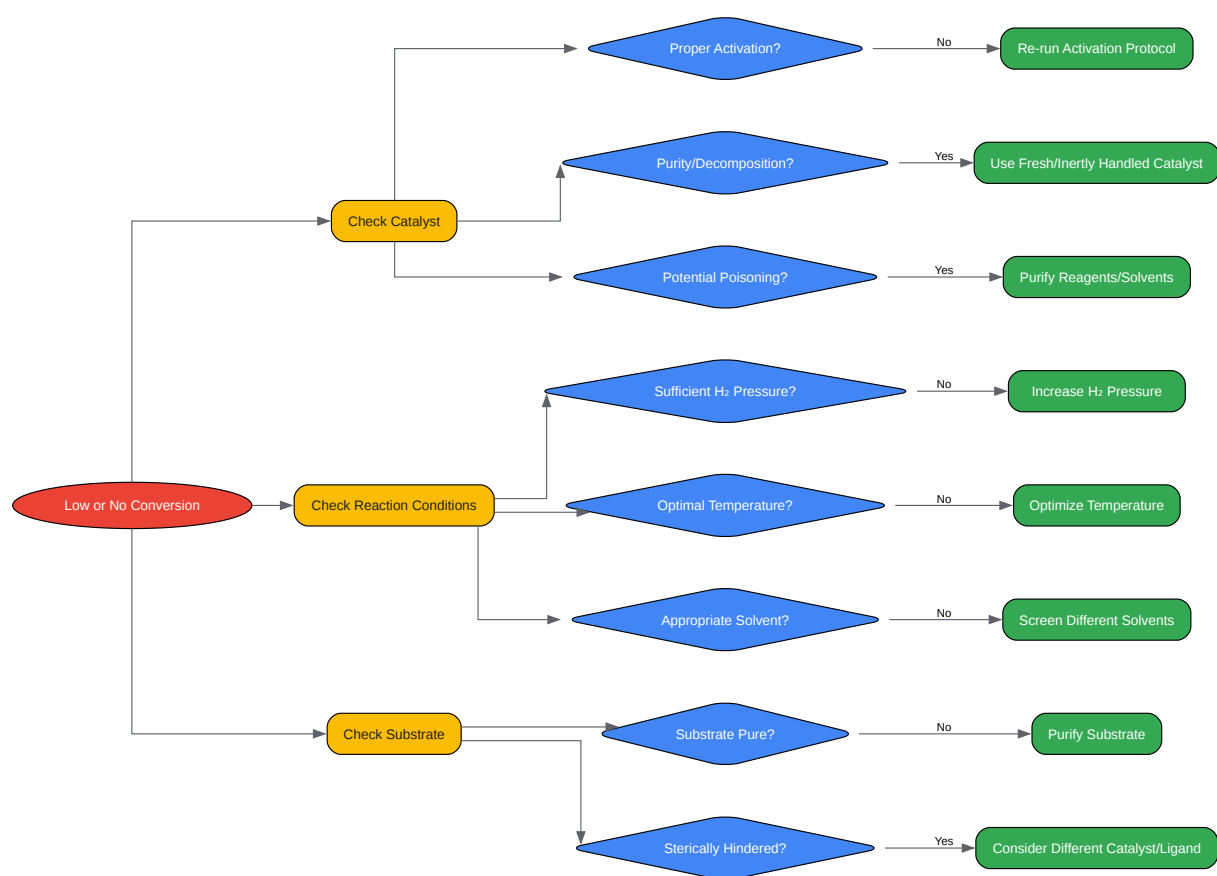 Proper Activation?
No
Re-run Activation Protocol
Purity/Decomposition?
Yes
Use Fresh/Inertly Handled Catalyst
Check Catalyst
Potential Poisoning?
Yes
Purify Reagents/Solvents
Sufficient H₂ Pressure?
No
Increase H₂ Pressure
Low or No Conversion
Check Reaction Conditions
Optimal Temperature?
No
Optimize Temperature
Appropriate Solvent?
No
Screen Different Solvents
Check Substrate
Substrate Pure?
No
Purify Substrate
Sterically Hindered?
Yes
Consider Different Catalyst/Ligand